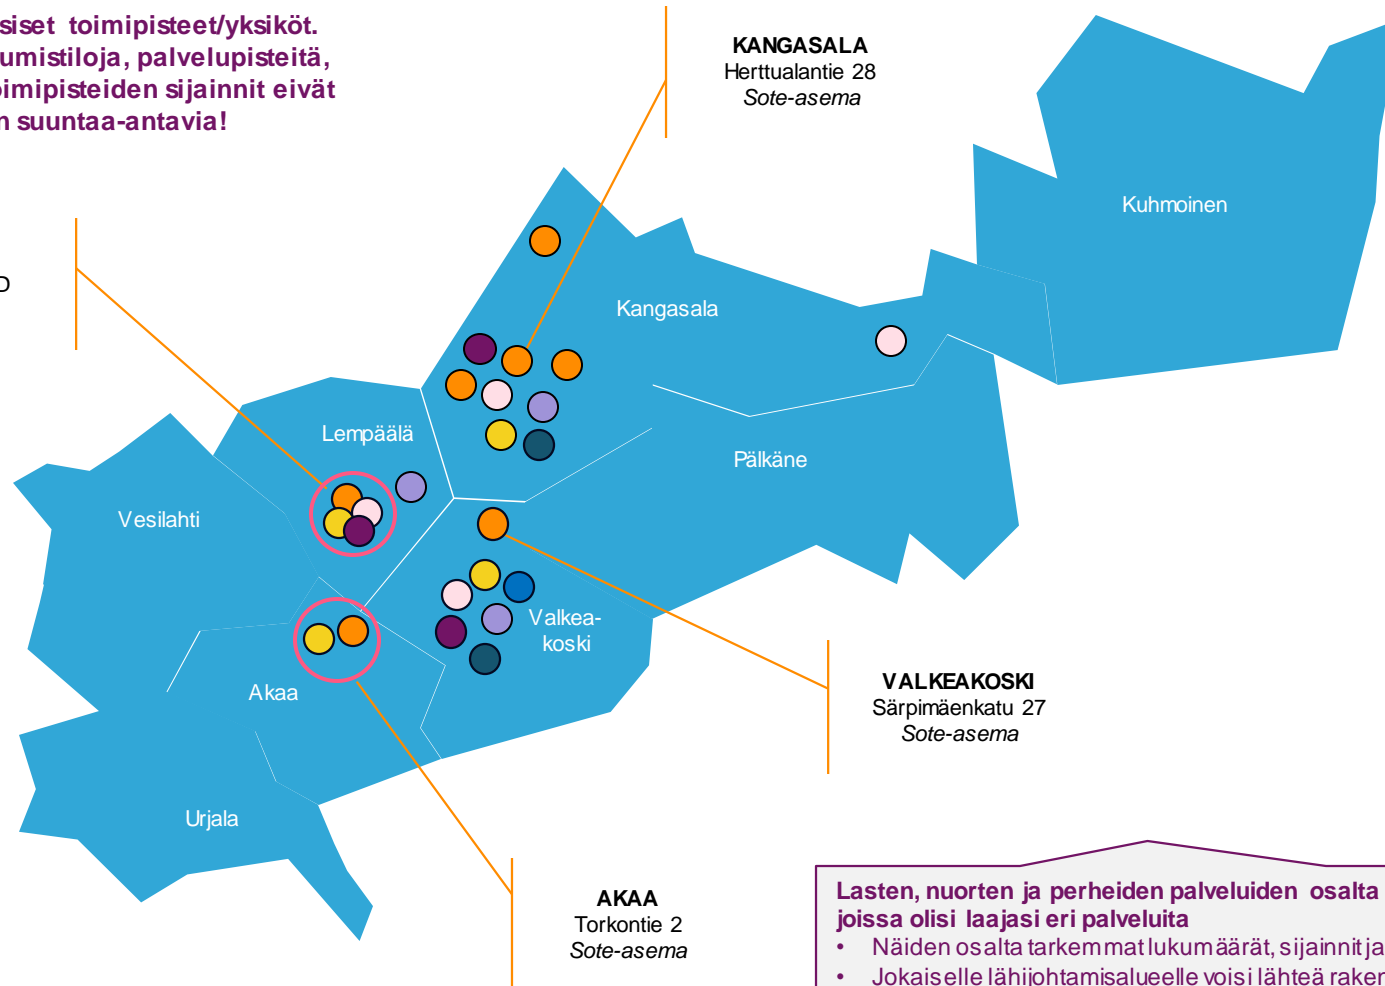 siset toimipisteet/yksiköt.
umistiloja, palvelupisteitä,
oimipisteiden sijainnit eivät
n suuntaa-antavia!
KANGASALA
Herttualantie 28
Sote-asema
D
Kuhmoinen
Kangasala
Lempäälä
Pälkäne
Vesilahti
Valkea-
koski
Akaa
VALKEAKOSKI
Särpimäenkatu 27
Sote-asema
Urjala
AKAA
Torkontie 2
Sote-asema
Lasten, nuorten ja perheiden palveluiden osalta
joissa olisi laajasi eri palveluita
• Näiden osalta tarkemmat lukumäärät, sijainnit ja
• Jokaiselle lähijohtamisalueelle voisi lähteä raken